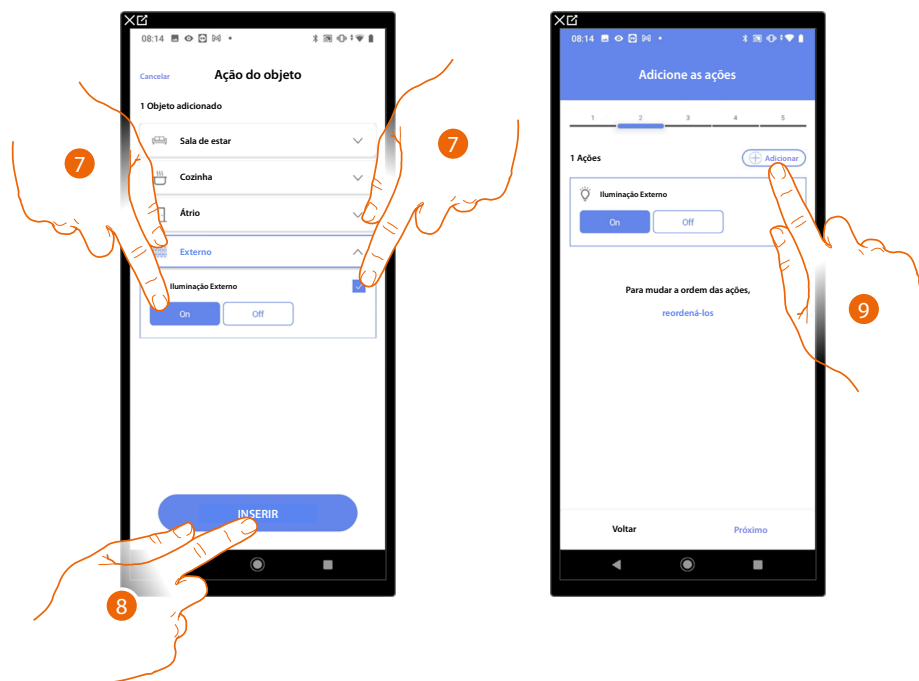 08:14
Cancelar Ação do objeto
1 Objeto adicionado
Sala de estar
Cozinha
Átrio
Externo
Iluminação Externo
On Off
INSERIR
7
7
8
08:14
Adicione as ações
1 2 3 4 5
1 Ações Adicionar
Iluminação Externo
On Off
Para mudar a ordem das ações,
reordená-los
Voltar Próximo
9